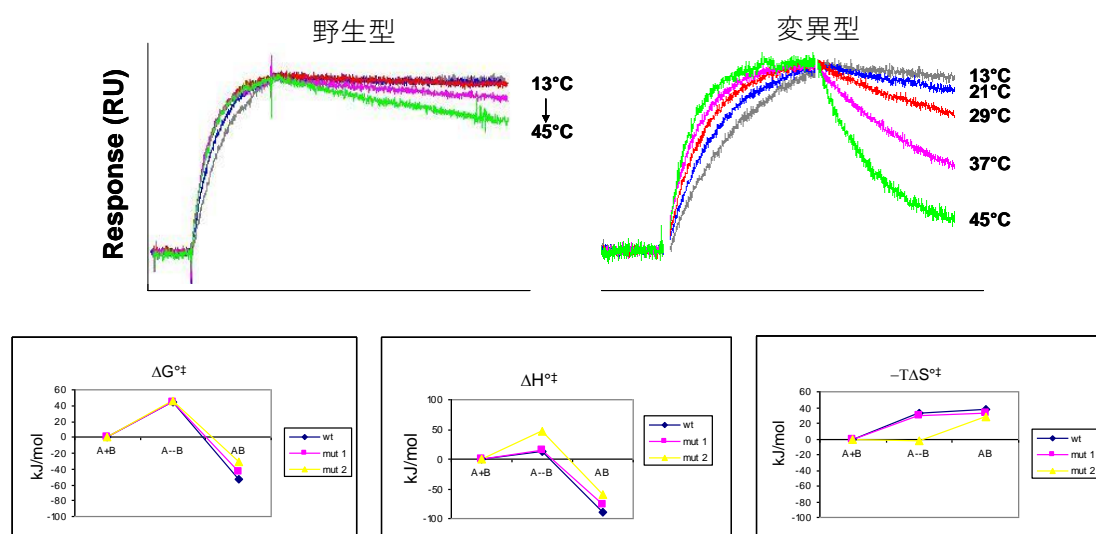 野生型
変異型
Response (RU)
13°C
45°C
13°C
21°C
29°C
37°C
45°C
ΔG°‡
kJ/mol
60
40
20
0
-20
-40
-60
-80
-100
A+B
A--B
AB
wt
mut 1
mut 2
ΔH°‡
kJ/mol
100
50
0
-50
-100
A+B
A--B
AB
wt
mut 1
mut 2
−TΔS°‡
kJ/mol
60
40
20
0
-20
-40
-60
-80
-100
A+B
A--B
AB
wt
mut 1
mut 2